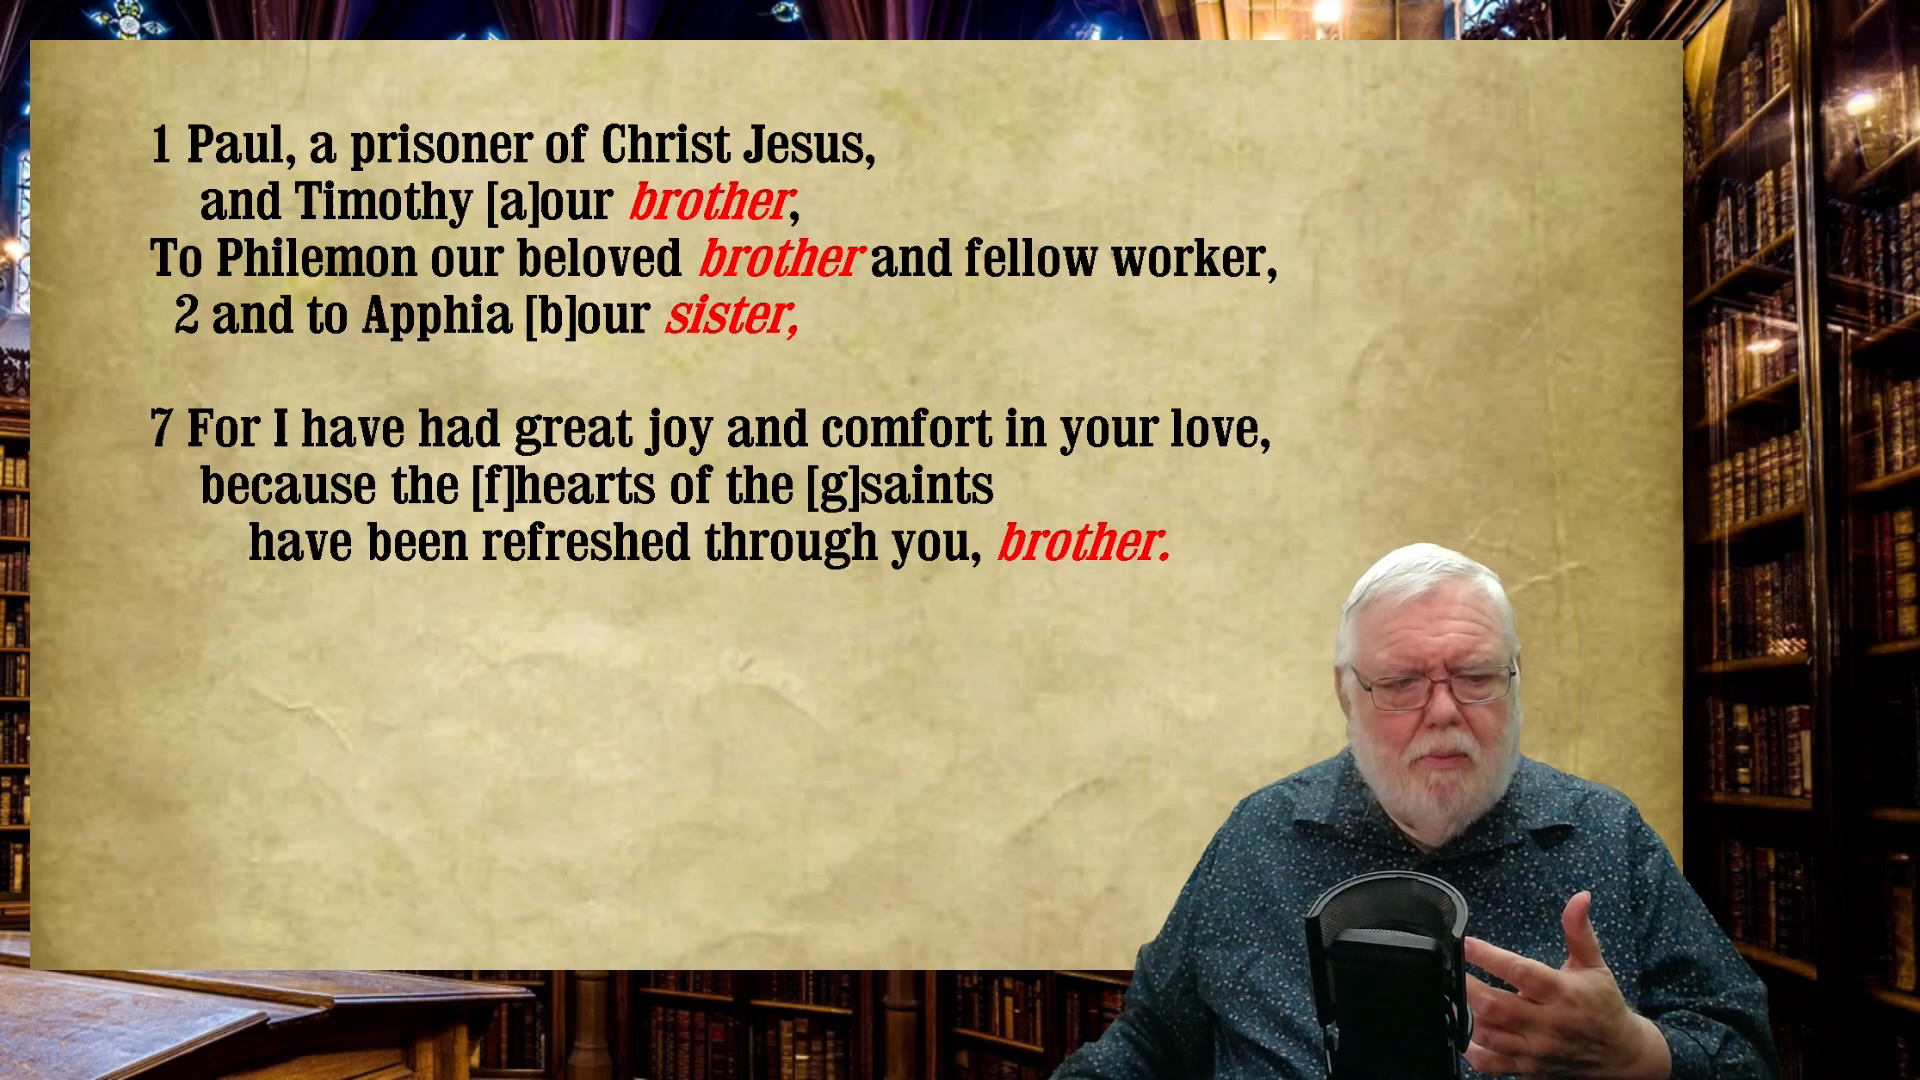 1 Paul, a prisoner of Christ Jesus,
and Timothy [a]our brother,
To Philemon our beloved brother and fellow worker,
2 and to Apphia [b]our sister,
7 For I have had great joy and comfort in your love,
because the [f]hearts of the [g]saints
have been refreshed through you, brother.